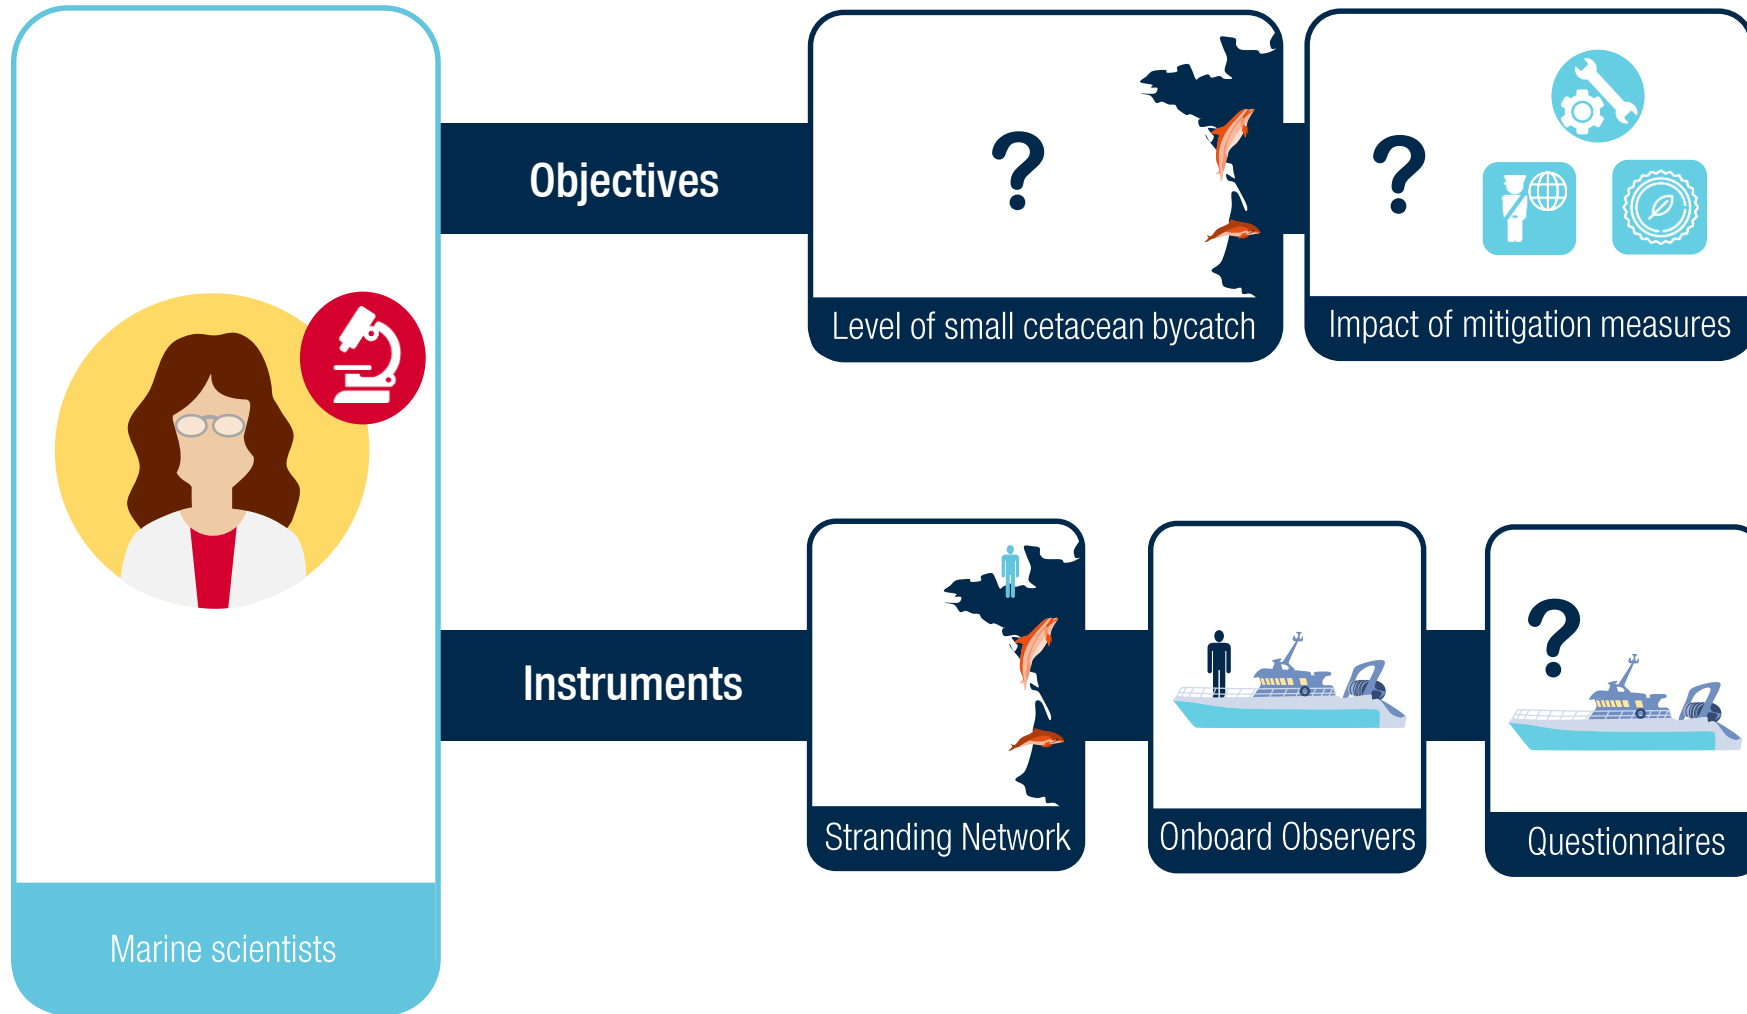 Objectives
Level of small cetacean bycatch
Impact of mitigation measures
Instruments
Stranding Network
Onboard Observers
Questionnaires
Marine scientists